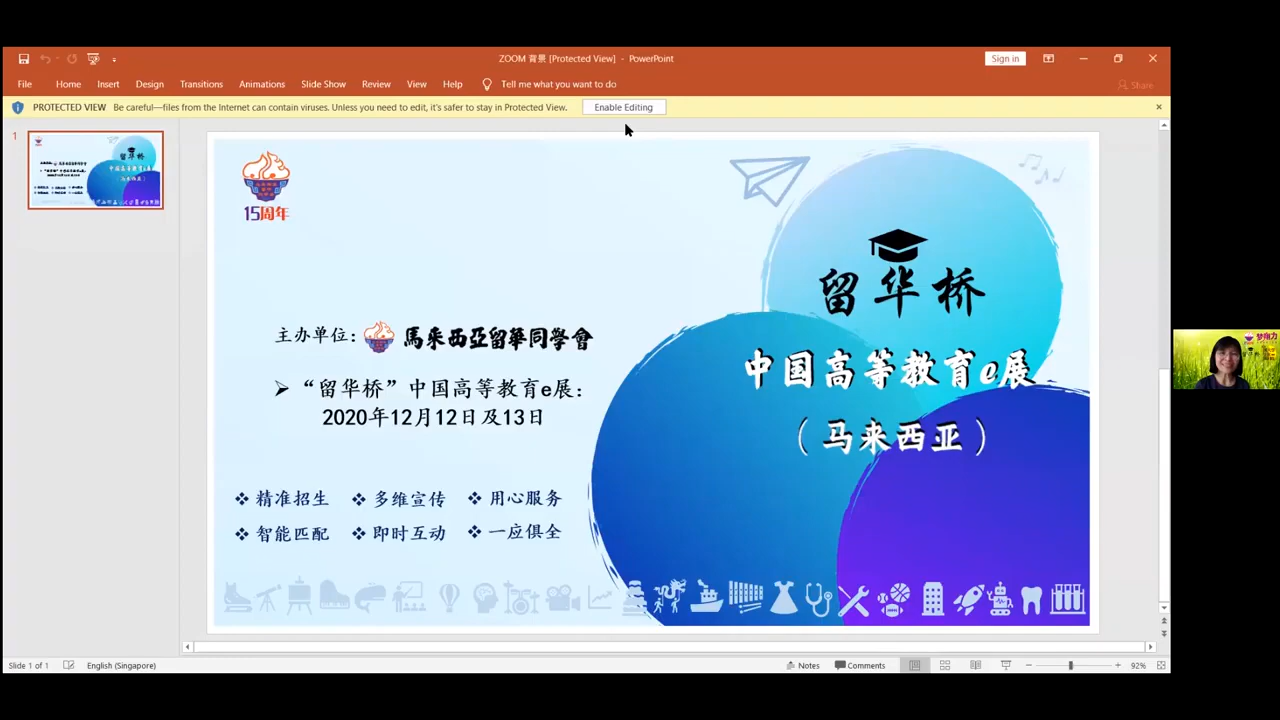 ZOOM 背景 [Protected View] - PowerPoint
Sign in
File Home Insert Design Transitions Animations Slide Show Review View Help Tell me what you want to do Share
PROTECTED VIEW Be careful—files from the Internet can contain viruses. Unless you need to edit, it's safer to stay in Protected View. Enable Editing
1
15周年
留华桥
主办单位: 馬來西亞留華同學會
中国高等教育e展
“留华桥”中国高等教育e展:
2020年12月12日及13日
(马来西亚)
精准招生 多维宣传 用心服务
智能匹配 即时互动 一应俱全
Slide 1 of 1 English (Singapore) Notes Comments 92%